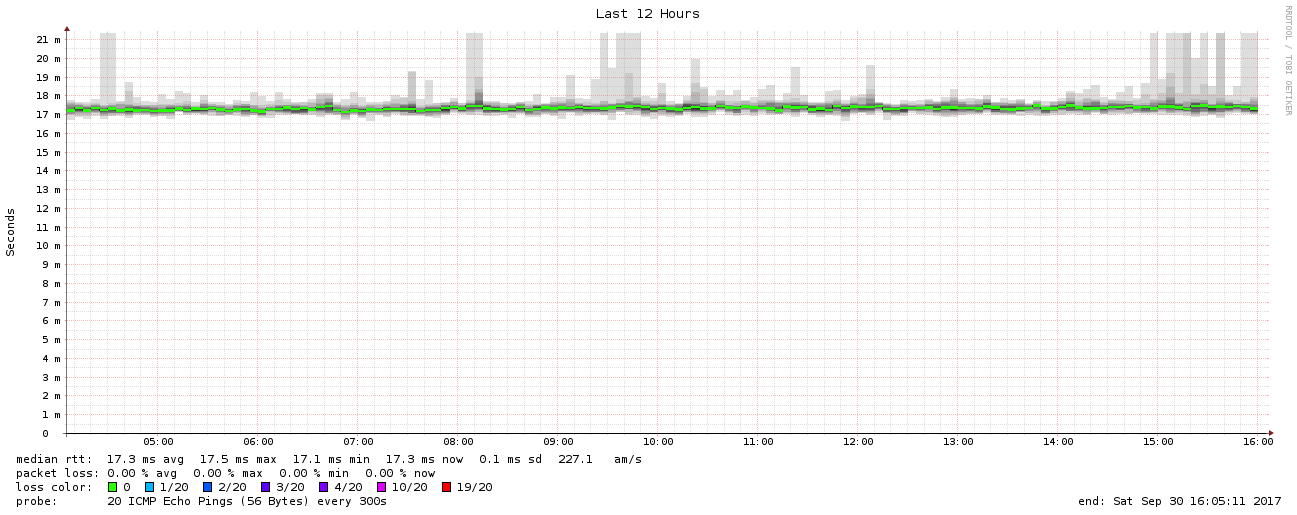 Last 12 Hours
RRDTOOL / TOBI OETIKER
Seconds
21 m
20 m
19 m
18 m
17 m
16 m
15 m
14 m
13 m
12 m
11 m
10 m
9 m
8 m
7 m
6 m
5 m
4 m
3 m
2 m
1 m
0
05:00 06:00 07:00 08:00 09:00 10:00 11:00 12:00 13:00 14:00 15:00 16:00
median rtt: 17.3 ms avg 17.5 ms max 17.1 ms min 17.3 ms now 0.1 ms sd 227.1 am/s
packet loss: 0.00 % avg 0.00 % max 0.00 % min 0.00 % now
loss color: 0 1/20 2/20 3/20 4/20 10/20 19/20
probe: 20 ICMP Echo Pings (56 Bytes) every 300s end: Sat Sep 30 16:05:11 2017